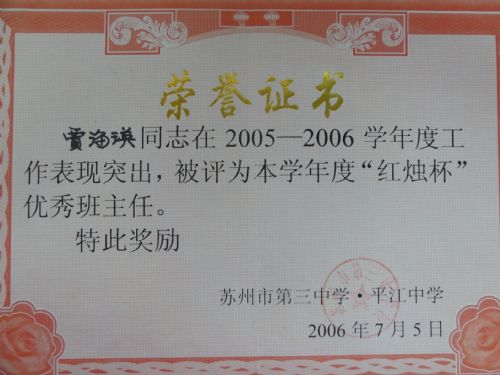 荣誉证书
贾海瑛同志在 2005—2006 学年度工
作表现突出，被评为本学年度“红烛杯”
优秀班主任。
特此奖励
苏州市第三中学·平江中学
2006 年 7 月 5 日